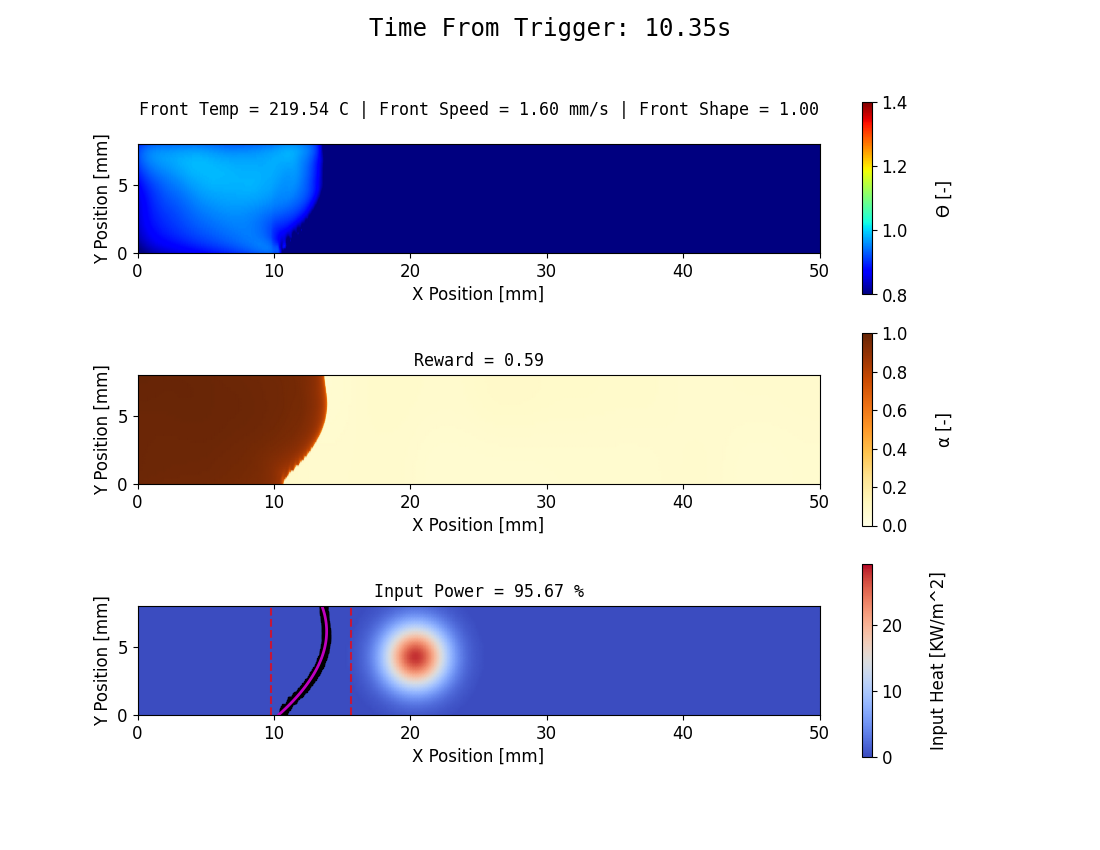 Time From Trigger: 10.35s
Front Temp = 219.54 C | Front Speed = 1.60 mm/s | Front Shape = 1.00
Y Position [mm]
5
0
0 10 20 30 40 50
X Position [mm]
1.4
1.2
1.0
0.8
Θ [-]
Reward = 0.59
Y Position [mm]
5
0
0 10 20 30 40 50
X Position [mm]
1.0
0.8
0.6
0.4
0.2
0.0
α [-]
Input Power = 95.67 %
Y Position [mm]
5
0
0 10 20 30 40 50
X Position [mm]
20
10
0
Input Heat [KW/m^2]